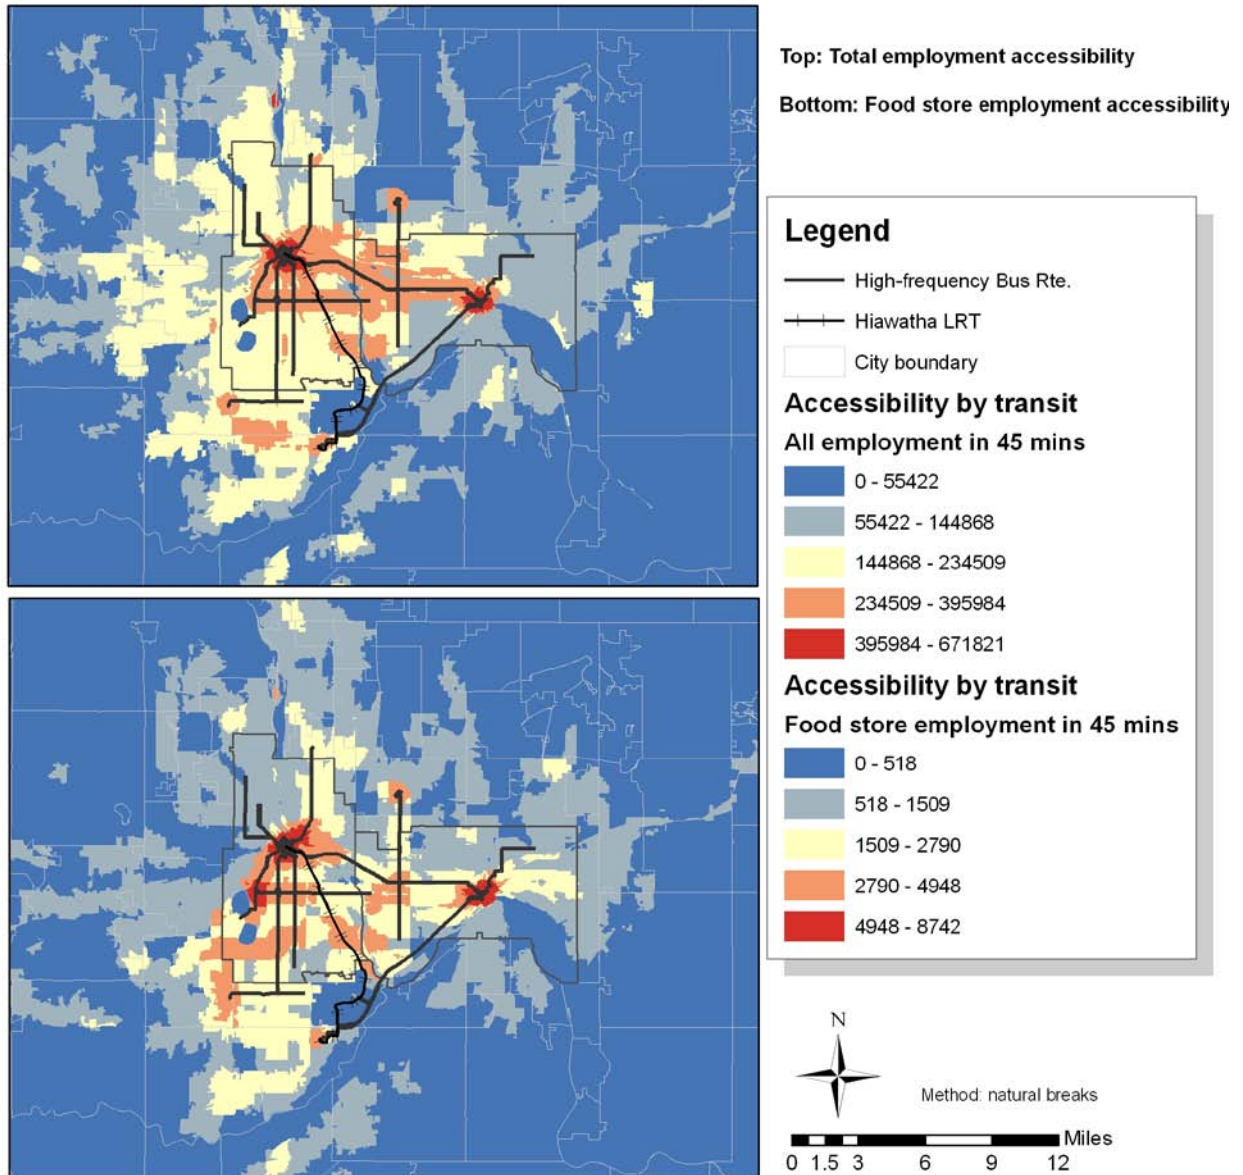 Top: Total employment accessibility
Bottom: Food store employment accessibility
Legend
High-frequency Bus Rte.
Hiawatha LRT
City boundary
Accessibility by transit
All employment in 45 mins
0 - 55422
55422 - 144868
144868 - 234509
234509 - 395984
395984 - 671821
Accessibility by transit
Food store employment in 45 mins
0 - 518
518 - 1509
1509 - 2790
2790 - 4948
4948 - 8742
N
Method: natural breaks
Miles
0 1.5 3 6 9 12